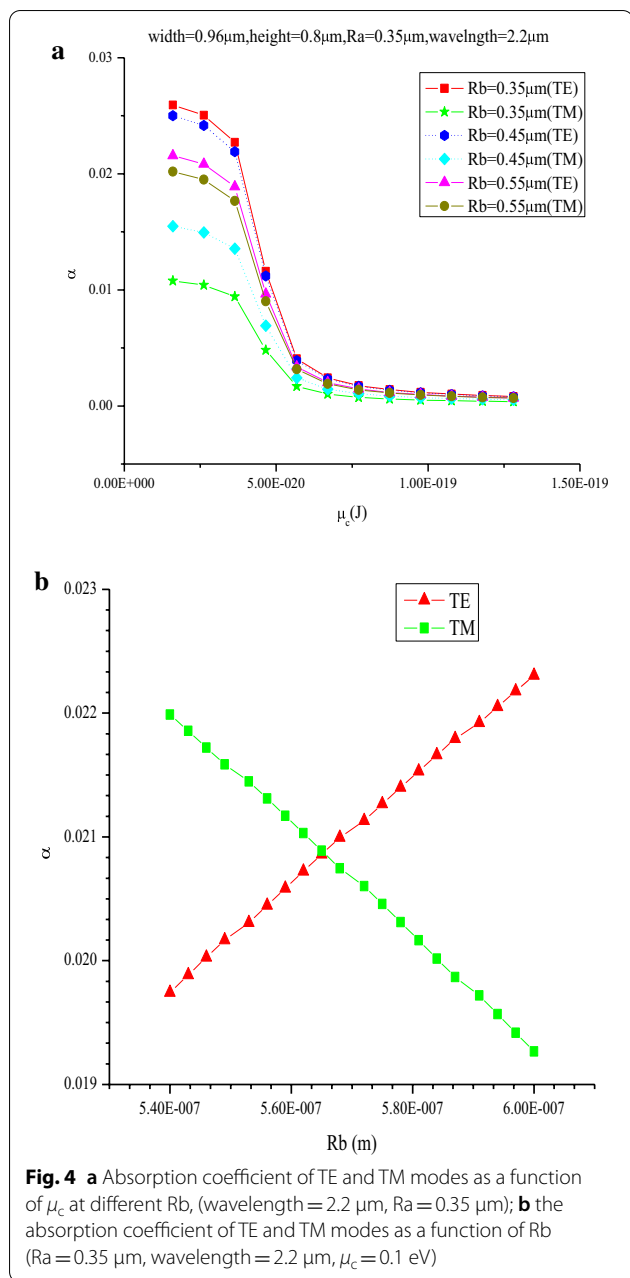 width=0.96μm,height=0.8μm,Ra=0.35μm,wavelngth=2.2μm
a
0.03
0.02
0.01
0.00
α
Rb=0.35μm(TE)
Rb=0.35μm(TM)
Rb=0.45μm(TE)
Rb=0.45μm(TM)
Rb=0.55μm(TE)
Rb=0.55μm(TM)
0.00E+000 5.00E-020 1.00E-019 1.50E-019
μc(J)
b
0.023
0.022
0.021
0.020
0.019
α
TE
TM
5.40E-007 5.60E-007 5.80E-007 6.00E-007
Rb (m)
Fig. 4 a Absorption coefficient of TE and TM modes as a function
of μc at different Rb, (wavelength = 2.2 μm, Ra = 0.35 μm); b the
absorption coefficient of TE and TM modes as a function of Rb
(Ra = 0.35 μm, wavelength = 2.2 μm, μc = 0.1 eV)